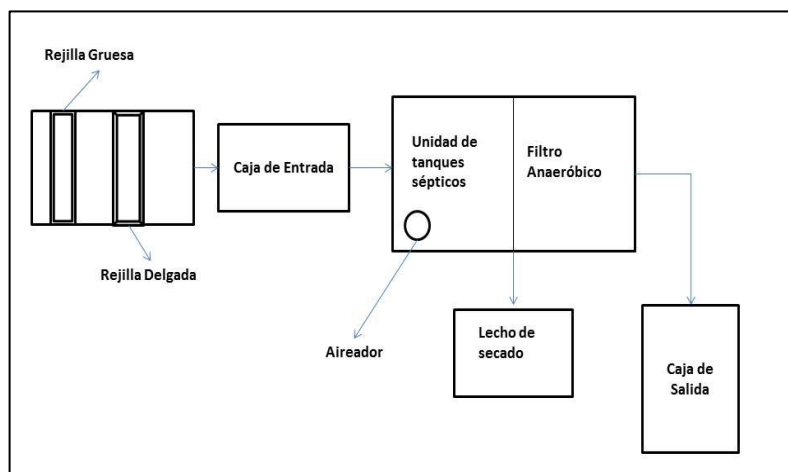 Rejilla Gruesa
Caja de Entrada
Unidad de
tanques
sépticos
Filtro
Anaeróbico
Rejilla Delgada
Aireador
Lecho de
secado
Caja de
Salida